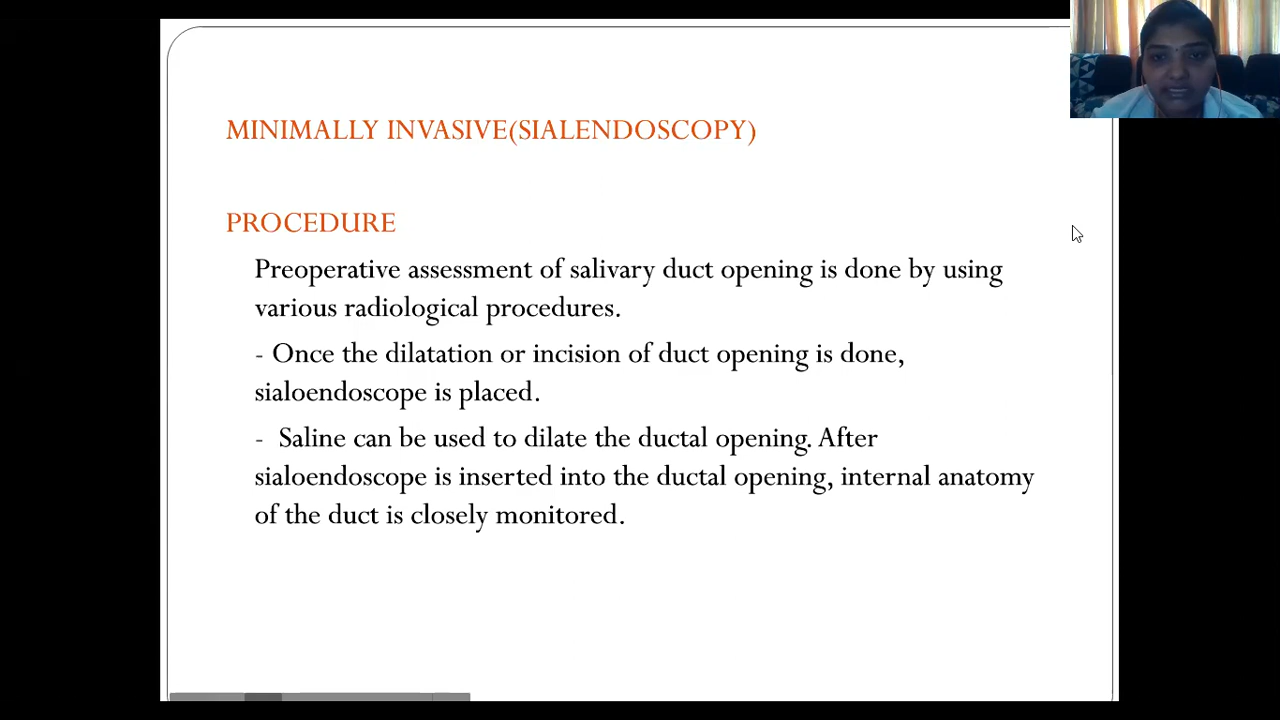 MINIMALLY INVASIVE(SIALENDOSCOPY)
PROCEDURE
Preoperative assessment of salivary duct opening is done by using
various radiological procedures.
- Once the dilatation or incision of duct opening is done,
sialoendoscope is placed.
- Saline can be used to dilate the ductal opening. After
sialoendoscope is inserted into the ductal opening, internal anatomy
of the duct is closely monitored.